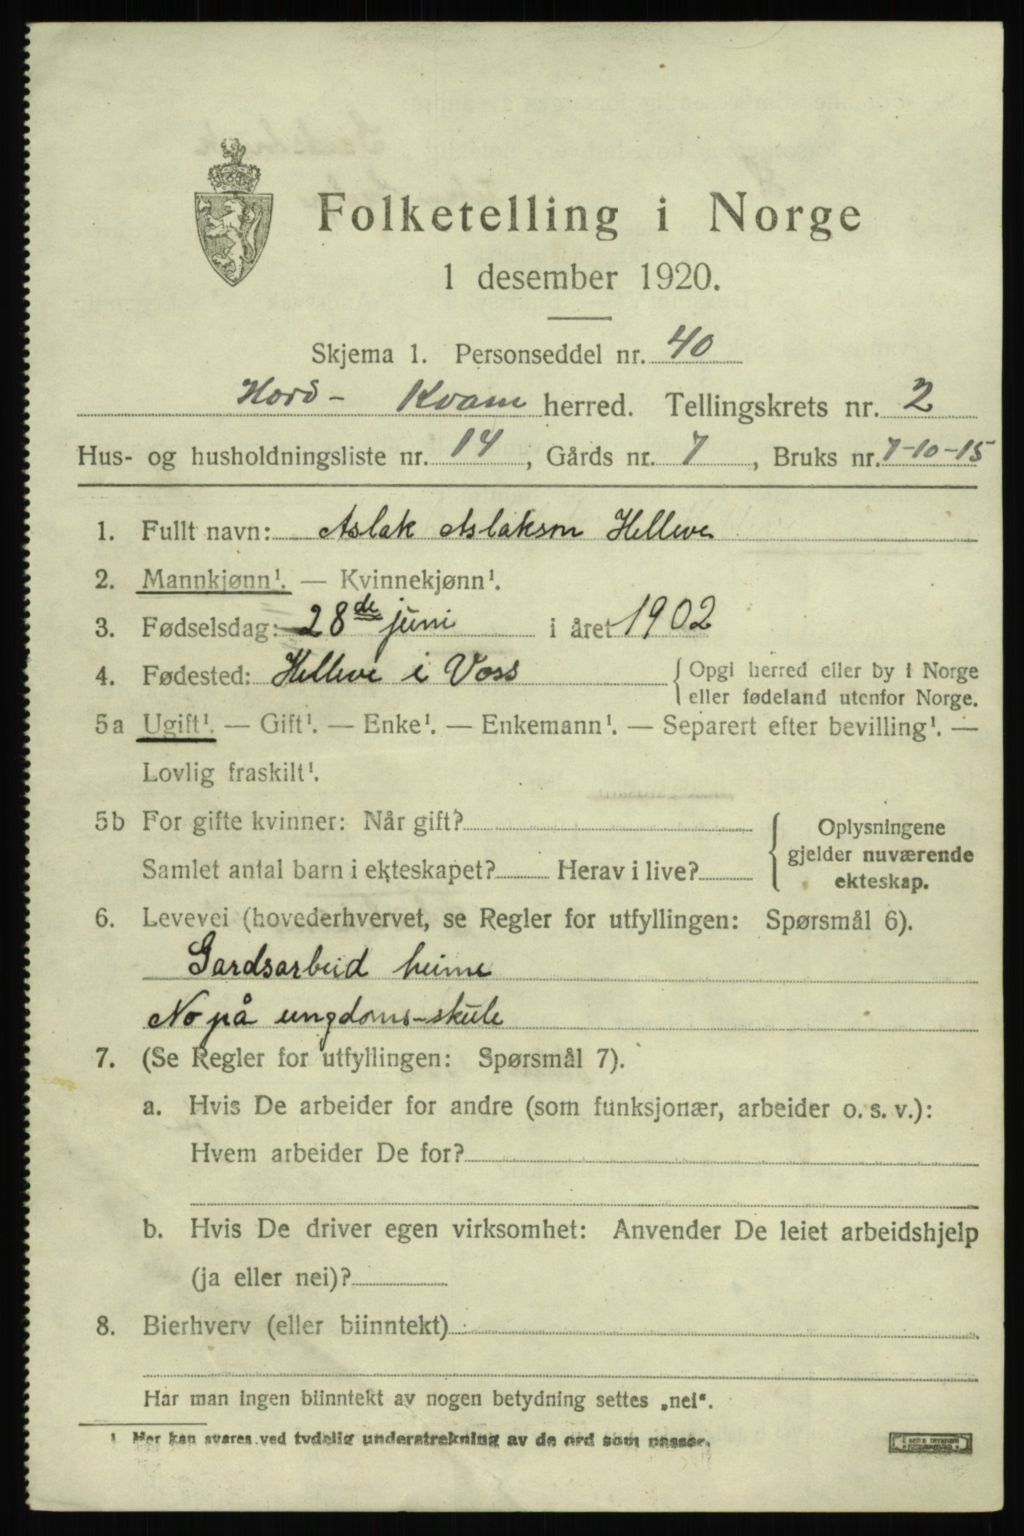 Folketelling i Norge
1 desember 1920.
Skjema 1. Personseddel nr. 40
Nord- Kvam herred. Tellingskrets nr. 2
Hus- og husholdningsliste nr. 14, Gårds nr. 7, Bruks nr. 7-10-15
1. Fullt navn: Aslak Aslakson Helleve
2. Mannkjønn¹. — Kvinnekjønn¹.
3. Fødselsdag: 28de juni i året 1902
4. Fødested: Helleve i Voss {Opgi herred eller by i Norge
eller fødeland utenfor Norge.
5a Ugift¹. — Gift¹. — Enke¹. — Enkemann¹. — Separert efter bevilling¹. —
Lovlig fraskilt¹.
5b For gifte kvinner: Når gift?
Samlet antal barn i ekteskapet? Herav i live?
Oplysningene
gjelder nuværende
ekteskap.
6. Levevei (hovederhvervet, se Regler for utfyllingen: Spørsmål 6).
Gardsarbeid heime
No på ungdoms-skule
7. (Se Regler for utfyllingen: Spørsmål 7).
a. Hvis De arbeider for andre (som funksjonær, arbeider o. s. v.):
Hvem arbeider De for?
b. Hvis De driver egen virksomhet: Anvender De leiet arbeidshjelp
(ja eller nei)?
8. Bierhverv (eller biinntekt)
Har man ingen biinntekt av nogen betydning settes „nei“.
¹ Her kan svares ved tydelig understrekning av de ord som passer.